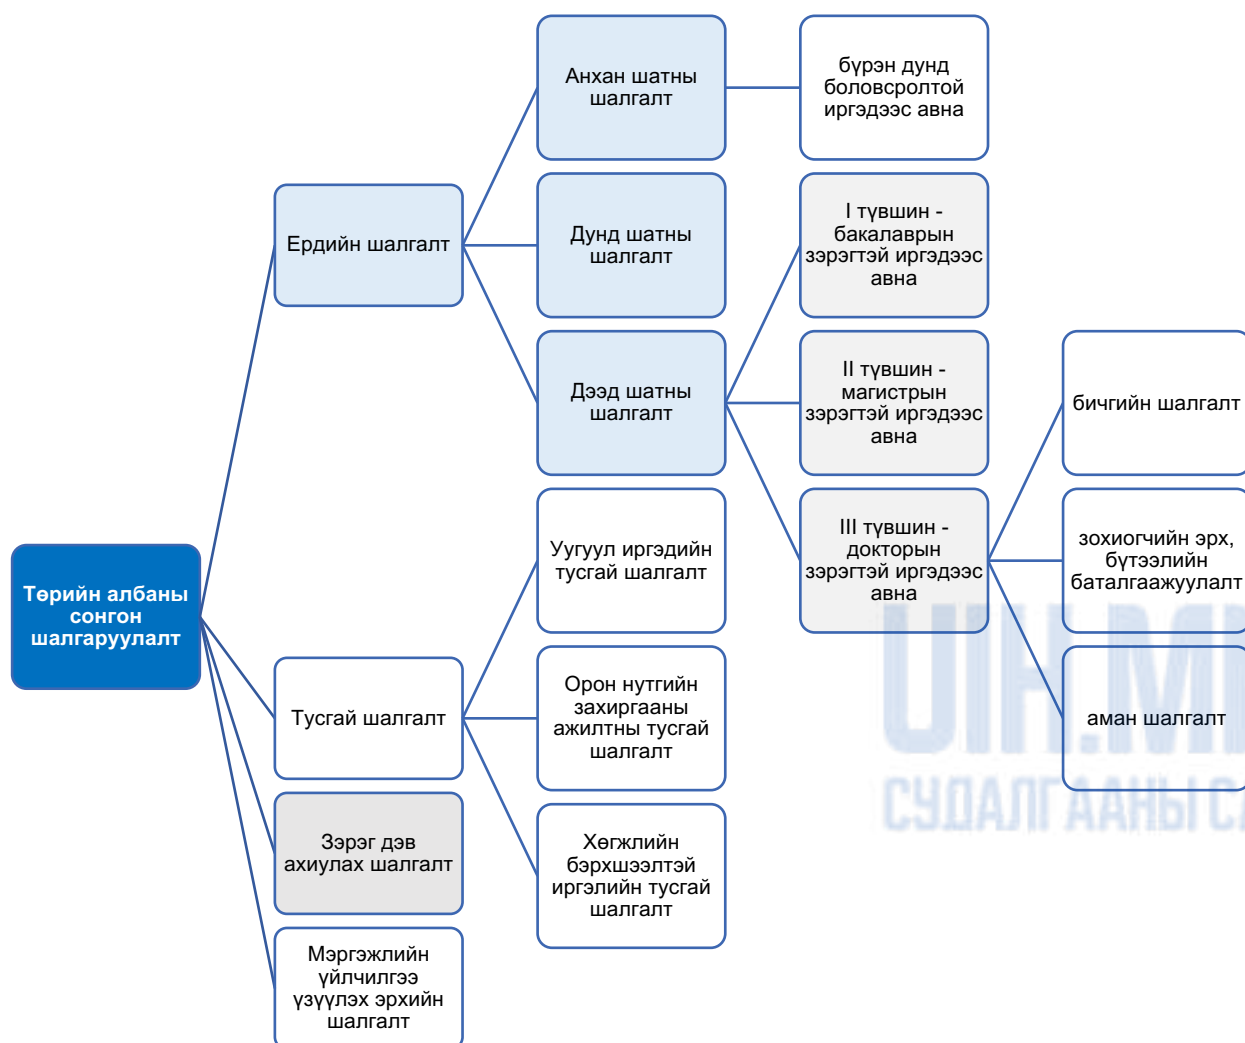 Төрийн албаны
сонгон
шалгаруулалт
Ердийн шалгалт
Анхан шатны
шалгалт
бүрэн дунд
боловсролтой
иргэдээс авна
Дунд шатны
шалгалт
Дээд шатны
шалгалт
I түвшин -
бакалаврын
зэрэгтэй иргэдээс
авна
II түвшин -
магистрын
зэрэгтэй иргэдээс
авна
III түвшин -
докторын
зэрэгтэй иргэдээс
авна
бичгийн шалгалт
зохиогчийн эрх,
бүтээлийн
баталгаажуулалт
аман шалгалт
Тусгай шалгалт
Уугуул иргэдийн
тусгай шалгалт
Орон нутгийн
захиргааны
ажилтны тусгай
шалгалт
Хөгжлийн
бэрхшээлтэй
иргэлийн тусгай
шалгалт
Зэрэг дэв
ахиулах шалгалт
Мэргэжлийн
үйлчилгээ
үзүүлэх эрхийн
шалгалт
СУДАЛГААНЫ